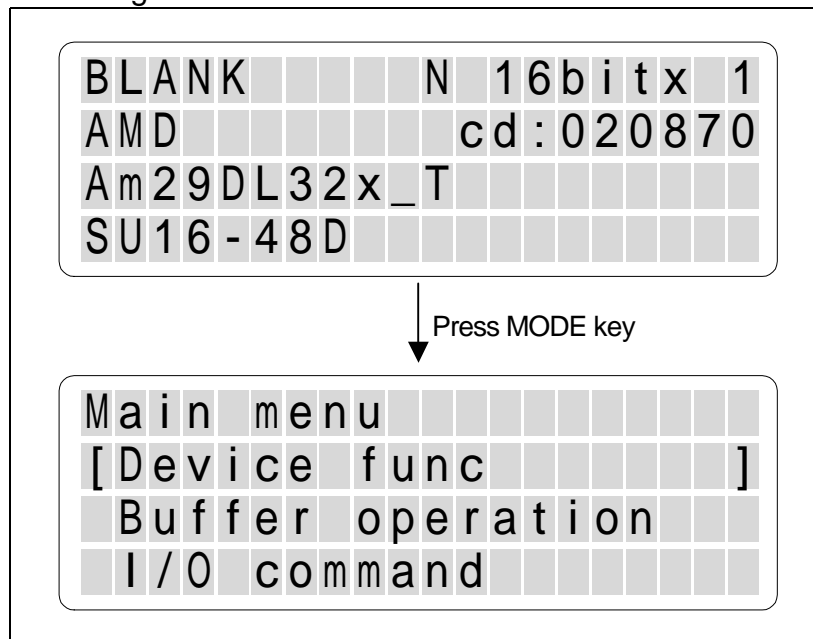 BLANK N 16bitx 1
AMD cd:020870
Am29DL32x_T
SU16-48D
Press MODE key
Main menu
[Device func ]
Buffer operation
I/O command